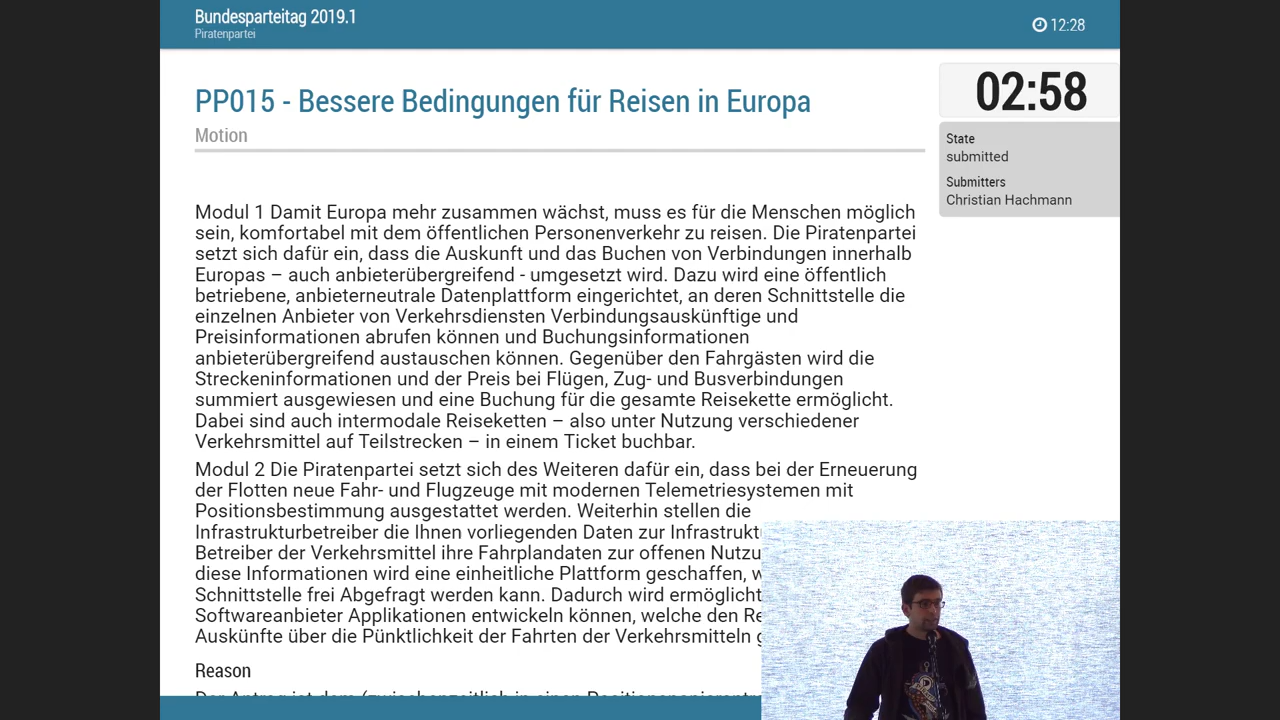 Bundesparteitag 2019.1
Piratenpartei
12:28
PP015 - Bessere Bedingungen für Reisen in Europa
Motion
02:58
State
submitted
Submitters
Christian Hachmann
Modul 1 Damit Europa mehr zusammen wächst, muss es für die Menschen möglich
sein, komfortabel mit dem öffentlichen Personenverkehr zu reisen. Die Piratenpartei
setzt sich dafür ein, dass die Auskunft und das Buchen von Verbindungen innerhalb
Europas – auch anbieterübergreifend - umgesetzt wird. Dazu wird eine öffentlich
betriebene, anbieterneutrale Datenplattform eingerichtet, an deren Schnittstelle die
einzelnen Anbieter von Verkehrsdiensten Verbindungsauskünftige und
Preisinformationen abrufen können und Buchungsinformationen
anbieterübergreifend austauschen können. Gegenüber den Fahrgästen wird die
Streckeninformationen und der Preis bei Flügen, Zug- und Busverbindungen
summiert ausgewiesen und eine Buchung für die gesamte Reisekette ermöglicht.
Dabei sind auch intermodale Reiseketten – also unter Nutzung verschiedener
Verkehrsmittel auf Teilstrecken – in einem Ticket buchbar.
Modul 2 Die Piratenpartei setzt sich des Weiteren dafür ein, dass bei der Erneuerung
der Flotten neue Fahr- und Flugzeuge mit modernen Telemetriesystemen mit
Positionsbestimmung ausgestattet werden. Weiterhin stellen die
Infrastrukturbetreiber die Ihnen vorliegenden Daten zur
Betreiber der Verkehrsmittel ihre Fahrplandaten zur offenen
diese Informationen wird eine einheitliche Plattform geschaffen,
Schnittstelle frei Abgefragt werden kann. Dadurch wird ermöglicht
Softwareanbieter Applikationen entwickeln können, welche den
Auskünfte über die Pünktlichkeit der Fahrten der Verkehrsmitteln
Reason